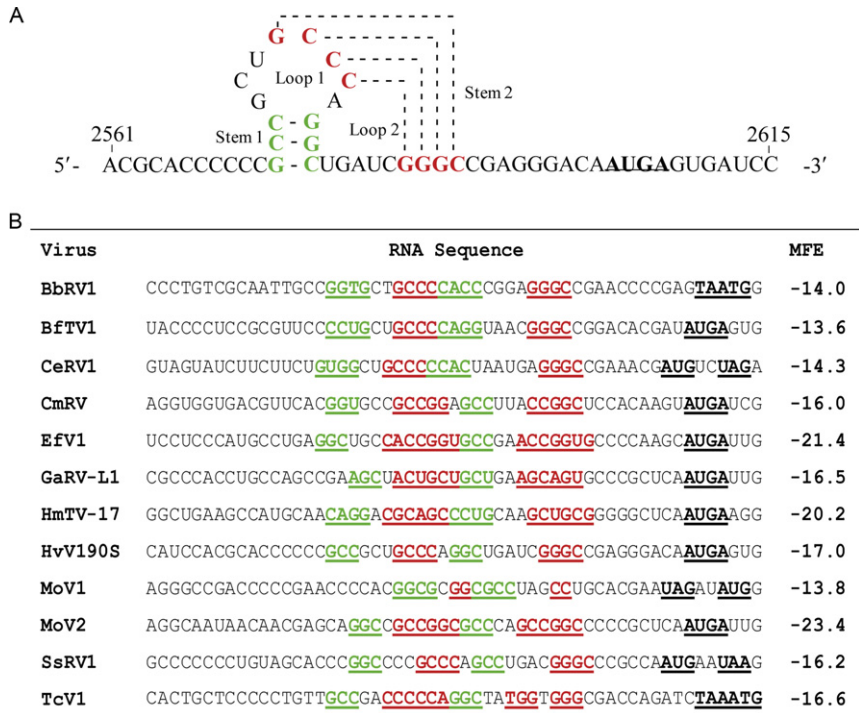 A
G C
U C
Loop 1
C C
G A
Stem 2
C - G
Stem 1 C - G Loop 2
2561 2615
5′- ACGCACCCCCCG - CUGAUCGGGCCGAGGGACAAUGAGUGAUCC -3′
B
Virus RNA Sequence MFE
BbRV1 CCCTGTCGCAATTGCCGGTGCTGCCCCACCCGGAGGGCCGAACCCCGAGTAATGG -14.0
BfTV1 UACCCCUCCGCGUUCCCCUGCUGCCCCAGGUAACGGGCCGGACACGAUAUGAGUG -13.6
CeRV1 GUAGUAUCUUCUUCUGUGGCUGCCCCCACUAAUGAGGGCCGAAACGAUGUCUAGA -14.3
CmRV AGGUGGUGACGUUCACGGUGCCGCCGGAGCCUUACCGGCUCCACAAGUAUGAUCG -16.0
EfV1 UCCUCCCAUGCCUGAGGCUGCCACCGGUGCCGAACCGGUGCCCCAAGCAUGAUUG -21.4
GaRV-L1 CGCCCACCUGCCAGCCGAAGCUACUGCUGCUGAAGCAGUGCCCGCUCAAUGAUUG -16.5
HmTV-17 GGCUGAAGCCAUGCAACAGGACGCAGCCCUGCAAGCUGCGGGGGCUCAAUGAAGG -20.2
HvV190S CAUCCACGCACCCCCCGCCGCUGCCCAGGCUGAUCGGGCCGAGGGACAAUGAGUG -17.0
MoV1 AGGGCCGACCCCCGAACCCCACGGCGCGGCGCCUAGCCUGCACGAAUAGAUAUGG -13.8
MoV2 AGGCAAUAACAACGAGCAGGCCGCCGGCGCCCAGCCGGCCCCCGCUCAAUGAUUG -23.4
SsRV1 GCCCCCCCUGUAGCACCCGGCCCCGCCCAGCCUGACGGGCCCGCCAAUGAAUAAG -16.2
TcV1 CACTGCTCCCCCTGTTGCCGACCCCCAGGCTATGGTGGGCGACCAGATCTAAATG -16.6